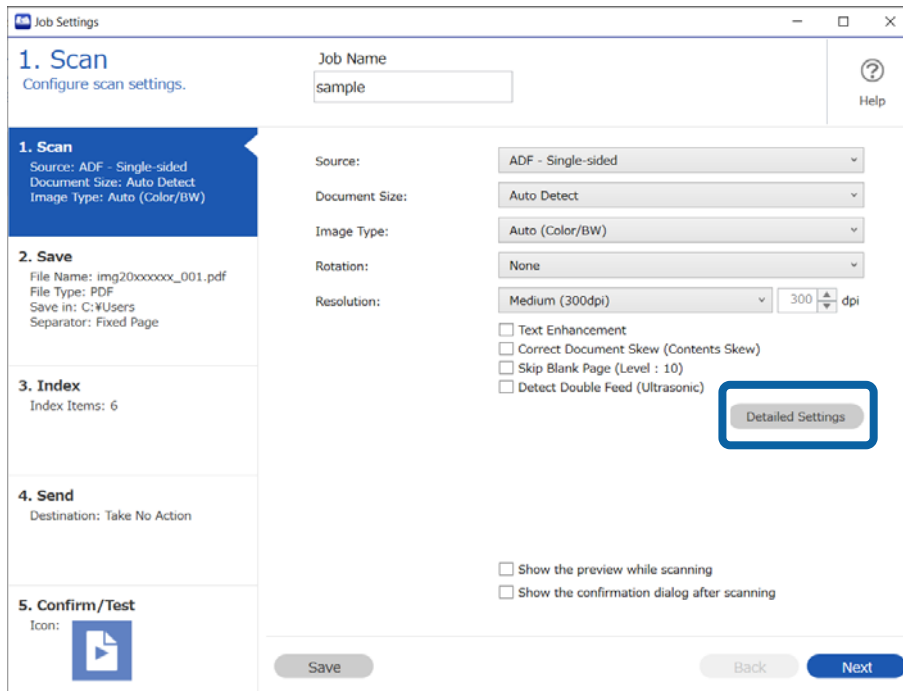 Job Settings
1. Scan
Configure scan settings.
Job Name
sample
Help
1. Scan
Source: ADF - Single-sided
Document Size: Auto Detect
Image Type: Auto (Color/BW)
2. Save
File Name: img20xxxxxx_001.pdf
File Type: PDF
Save in: C:¥Users
Separator: Fixed Page
3. Index
Index Items: 6
4. Send
Destination: Take No Action
5. Confirm/Test
Icon:
Source: ADF - Single-sided
Document Size: Auto Detect
Image Type: Auto (Color/BW)
Rotation: None
Resolution: Medium (300dpi) 300 dpi
Text Enhancement
Correct Document Skew (Contents Skew)
Skip Blank Page (Level : 10)
Detect Double Feed (Ultrasonic)
Detailed Settings
Show the preview while scanning
Show the confirmation dialog after scanning
Save Back Next